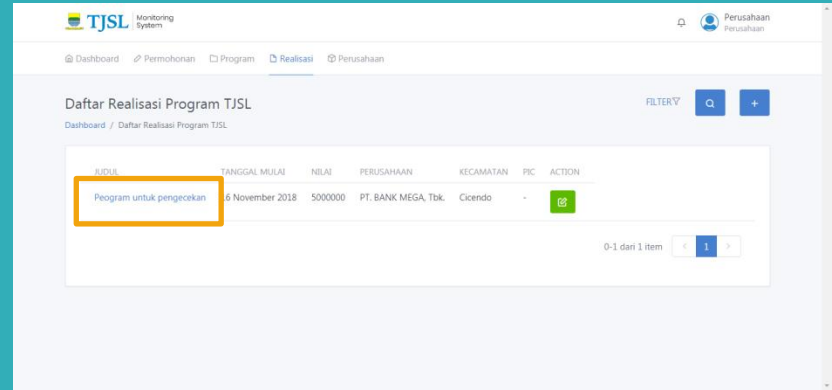 TJSL Monitoring System
Perusahaan
Perusahaan
Dashboard Permohonan Program Realisasi Perusahaan
Daftar Realisasi Program TJSL
FILTER
+
Dashboard / Daftar Realisasi Program TJSL
JUDUL TANGGAL MULAI NILAI PERUSAHAAN KECAMATAN PIC ACTION
Peogram untuk pengecekan 16 November 2018 5000000 PT. BANK MEGA, Tbk. Cicendo -
0-1 dari 1 item < 1 >